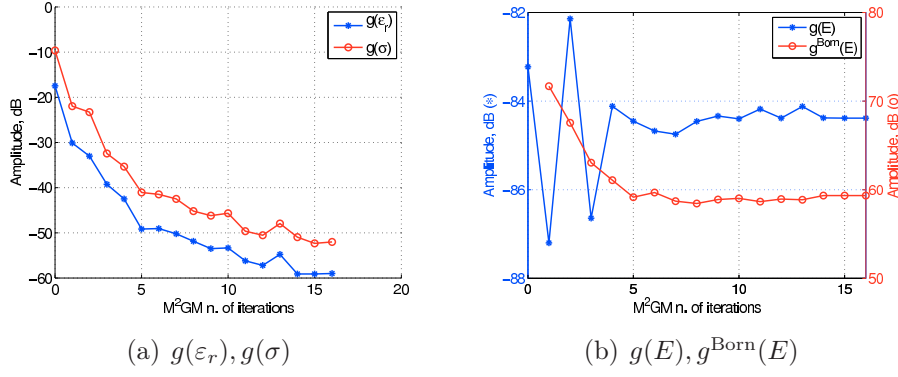 0
−10
−20
−30
−40
−50
−60
Amplitude, dB
0 5 10 15 20
M²GM n. of iterations
g(εr)
g(σ)
(a) g(εr), g(σ)
−82
−84
−86
−88
Amplitude, dB (*)
0 5 10 15
M²GM n. of iterations
g(E)
gBorn(E)
80
70
60
50
Amplitude, dB (o)
(b) g(E), gBorn(E)